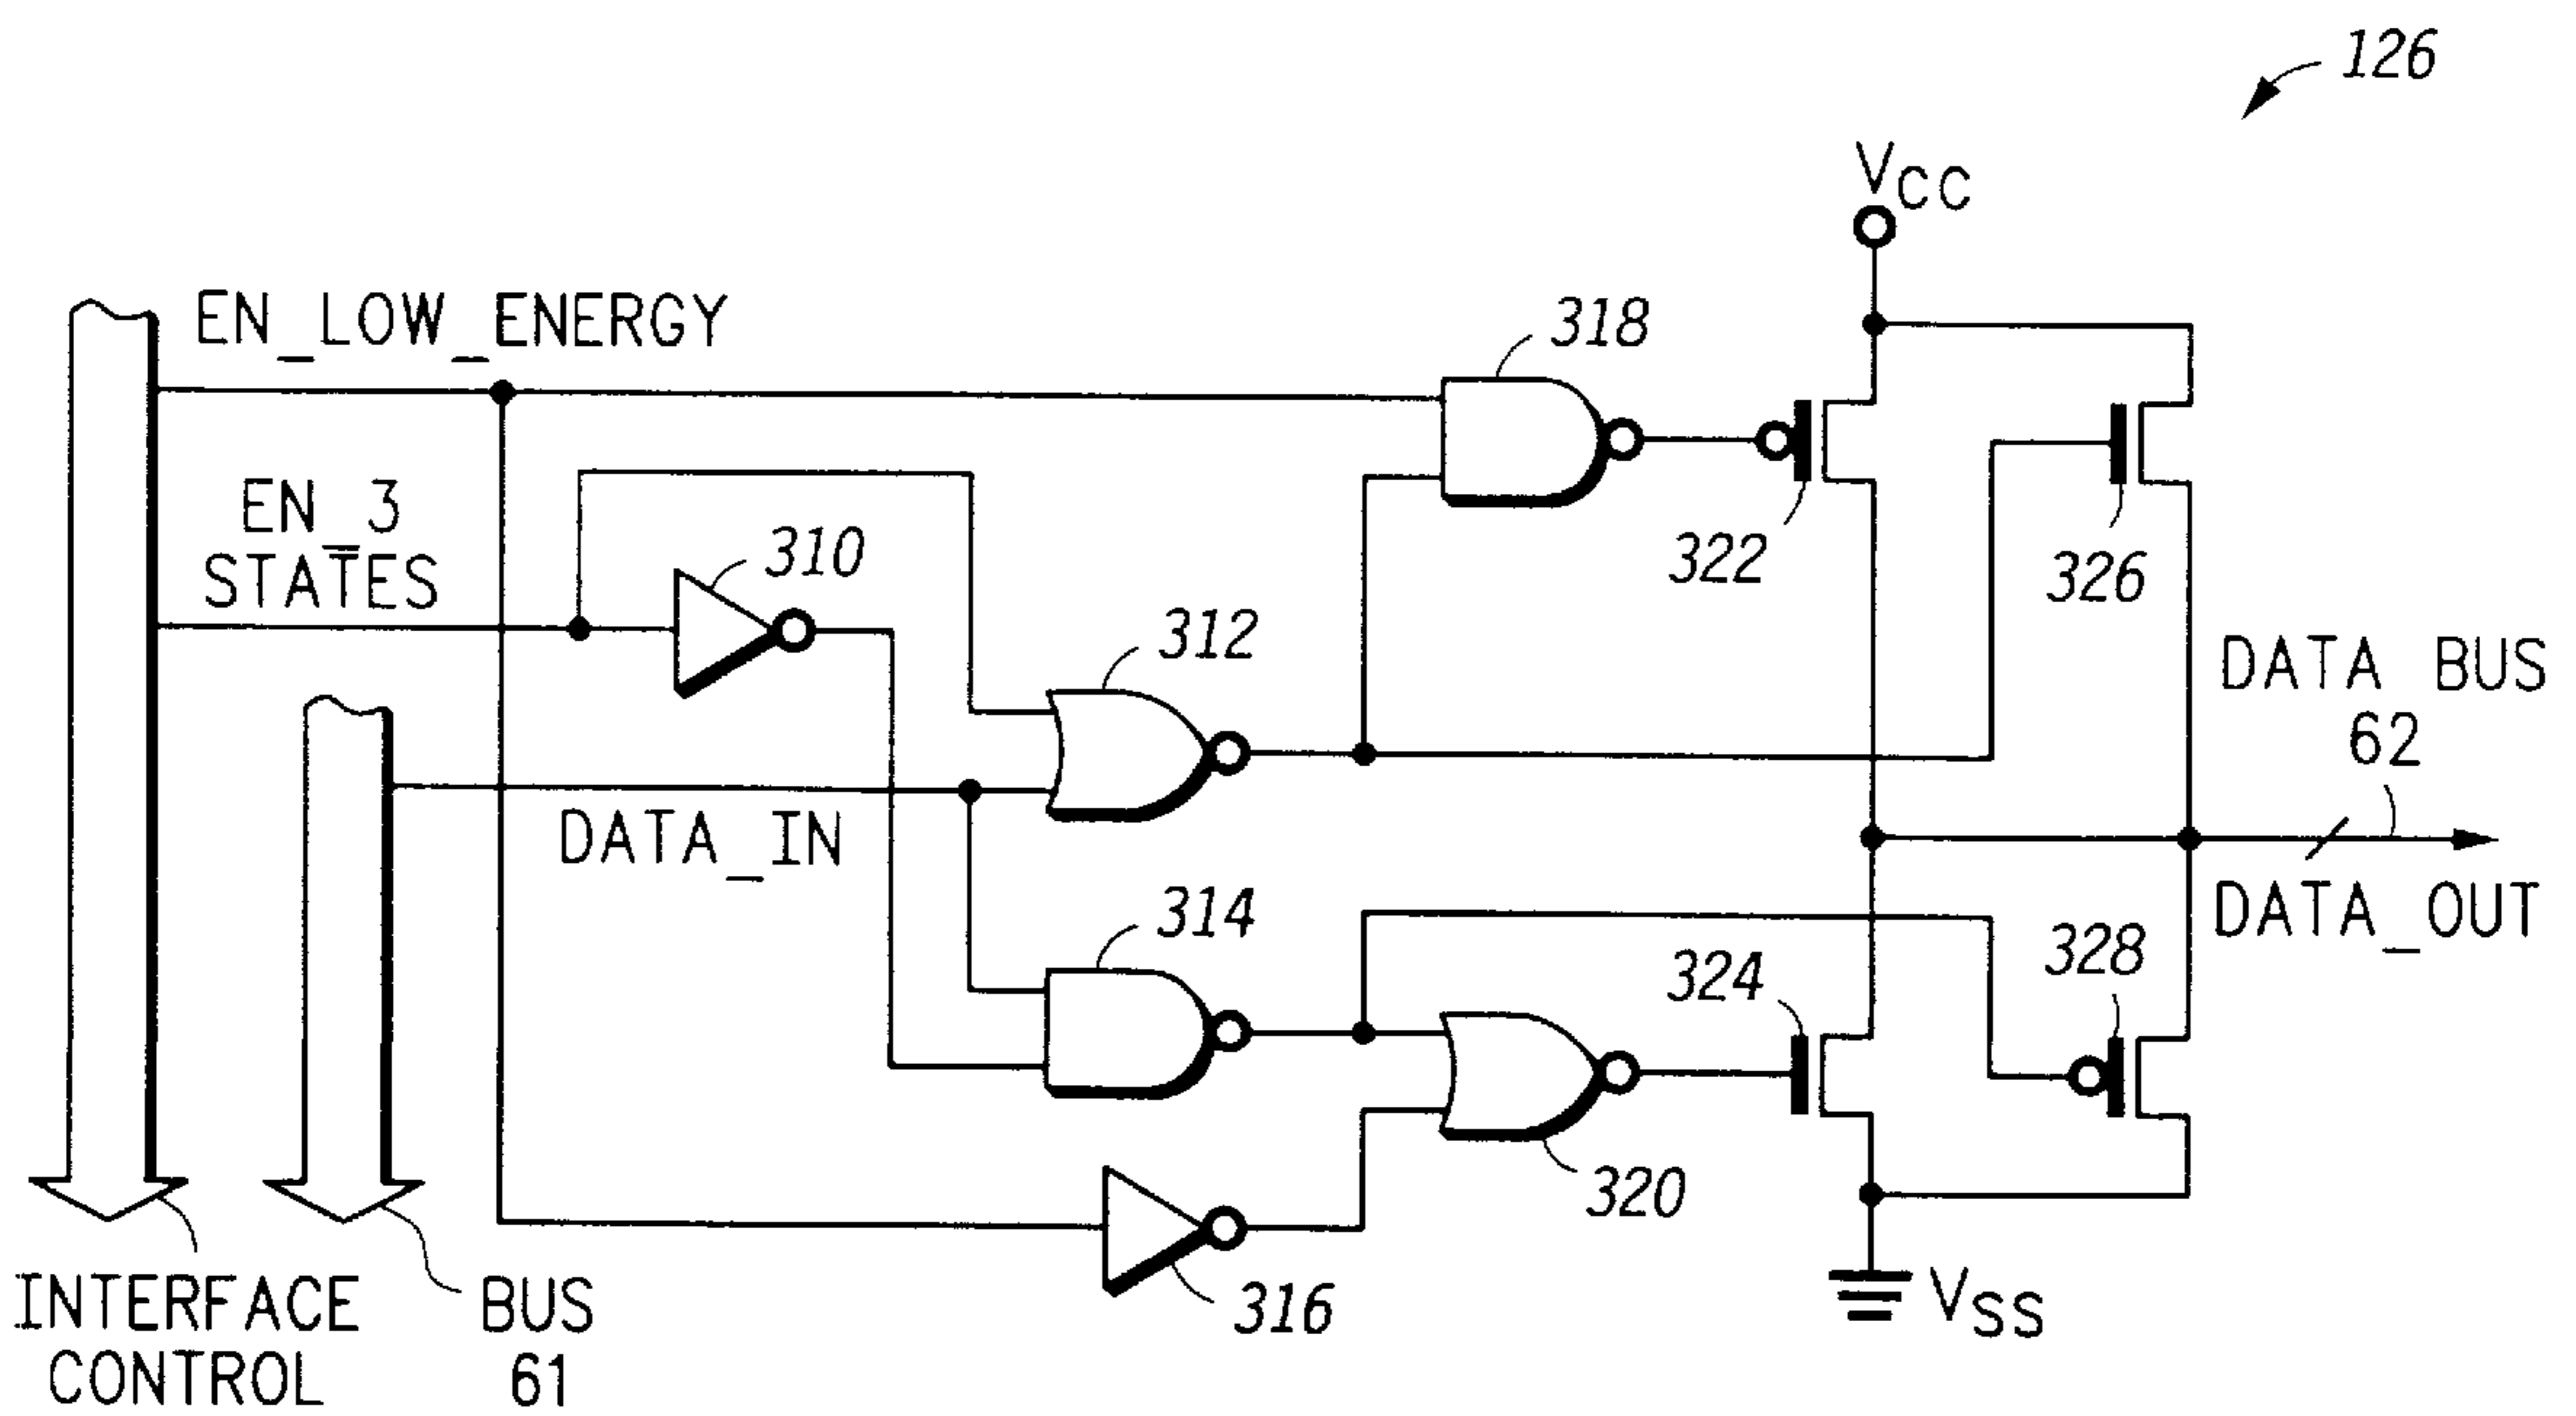 126
VCC
EN_LOW_ENERGY
318
EN_3
STATES
310
322
326
312
DATA BUS
62
DATA_IN
314
324
328
DATA_OUT
320
316
VSS
INTERFACE
CONTROL
BUS
61